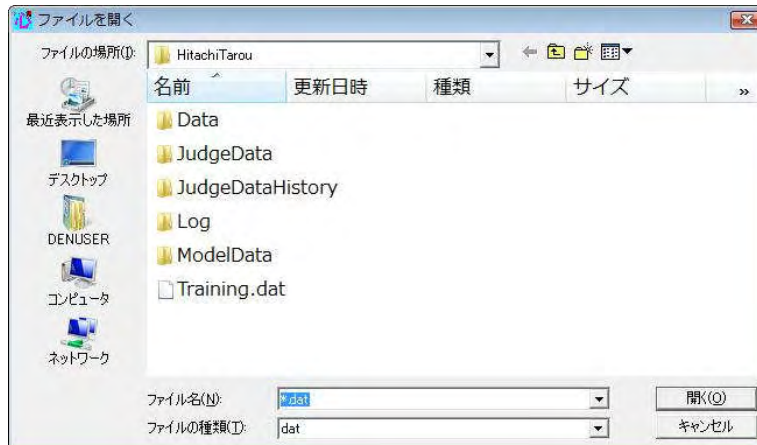 ファイルを開く
ファイルの場所(I):
HitachiTarou
名前 更新日時 種類 サイズ »
最近表示した場所
デスクトップ
DENUSER
コンピュータ
ネットワーク
Data
JudgeData
JudgeDataHistory
Log
ModelData
Training.dat
ファイル名(N):
*.dat
開く(O)
ファイルの種類(T):
dat
キャンセル